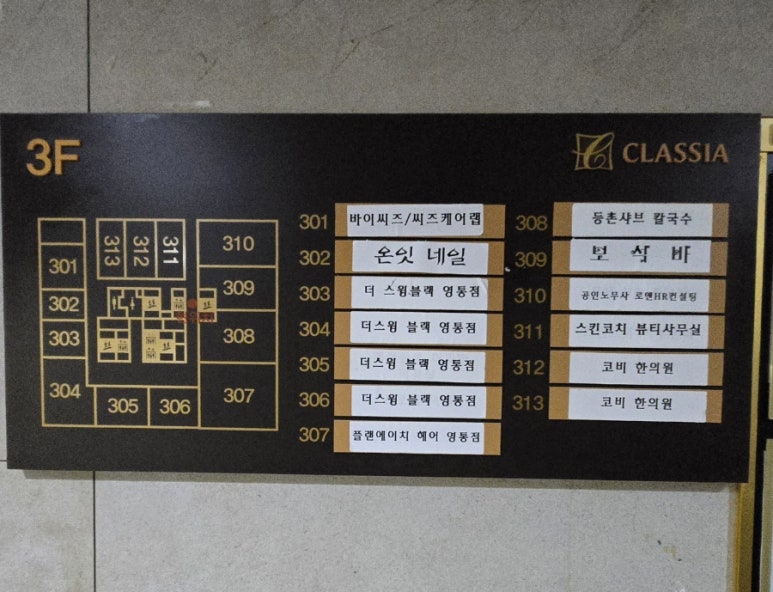 3F
CLASSIA
301
302
303
304
305
306
307
308
309
310
311
312
313
301 바이씨즈/씨즈케어랩
302 온잇 네일
303 더 스윙블랙 영통점
304 더스윙 블랙 영통점
305 더스윙 블랙 영통점
306 더스윙 블랙 영통점
307 플랜에이치 헤어 영통점
308 등촌샤브 칼국수
309 보석바
310 공인노무사 로앤HR컨설팅
311 스킨코치 뷰티사무실
312 코비 한의원
313 코비 한의원